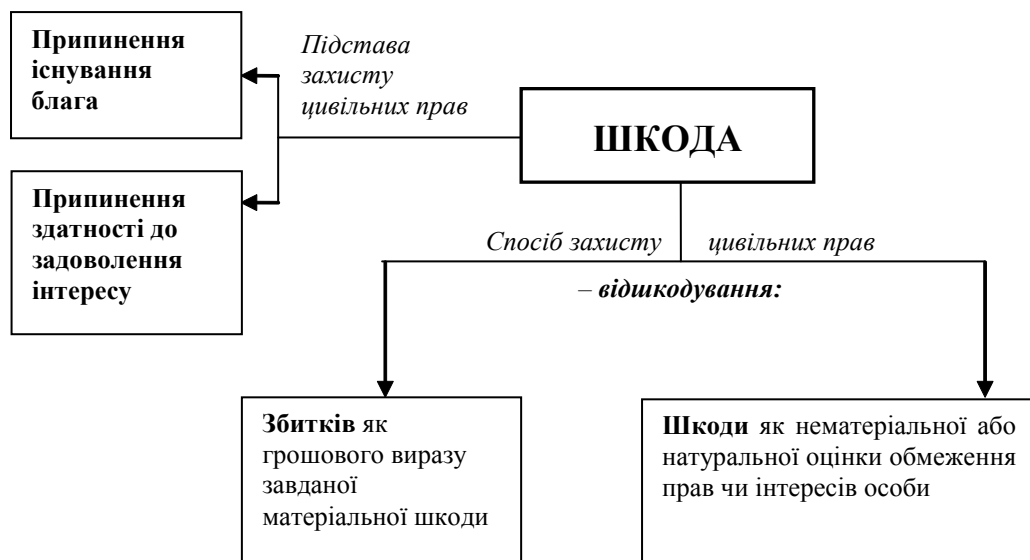 Припинення
існування
блага
Підстава
захисту
цивільних прав
ШКОДА
Припинення
здатності до
задоволення
інтересу
Спосіб захисту цивільних прав
– відшкодування:
Збитків як
грошового виразу
завданої
матеріальної шкоди
Шкоди як нематеріальної або
натуральної оцінки обмеження
прав чи інтересів особи